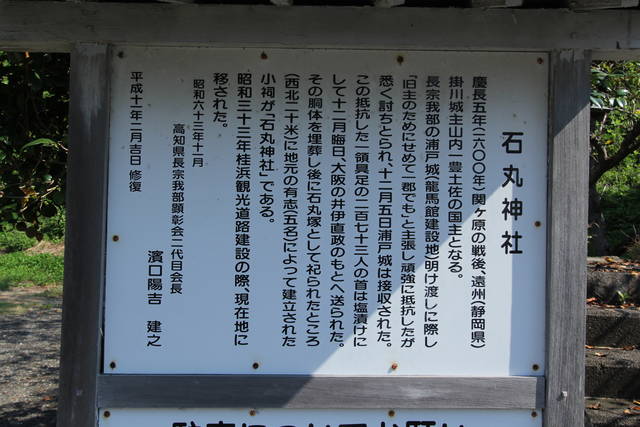 石丸神社
慶長五年(一六〇〇年)関ヶ原の戦後、遠州(静岡県)
掛川城主山内一豊土佐の国主となる。
長宗我部の浦戸城(龍馬館建設地)明け渡しに際し
「旧主のためにせめて一郡でも」と主張し頑強に抵抗したが
悉く討ちとられ、十二月五日浦戸城は接収された。
この抵抗した一領具足の二百七十三人の首は塩漬けに
して十二月晦日、大阪の井伊直政のもとへ送られた。
その胴体を埋葬し後に石丸塚として祀られたところ
(西北二十米)に地元の有志(五名)によって建立された
小祠が「石丸神社」である。
昭和三十三年桂浜観光道路建設の際、現在地に
移された。
昭和六十三年十二月
高知県長宗我部顕彰会二代目会長
濱口陽吉 建之
平成十一年二月吉日 修復